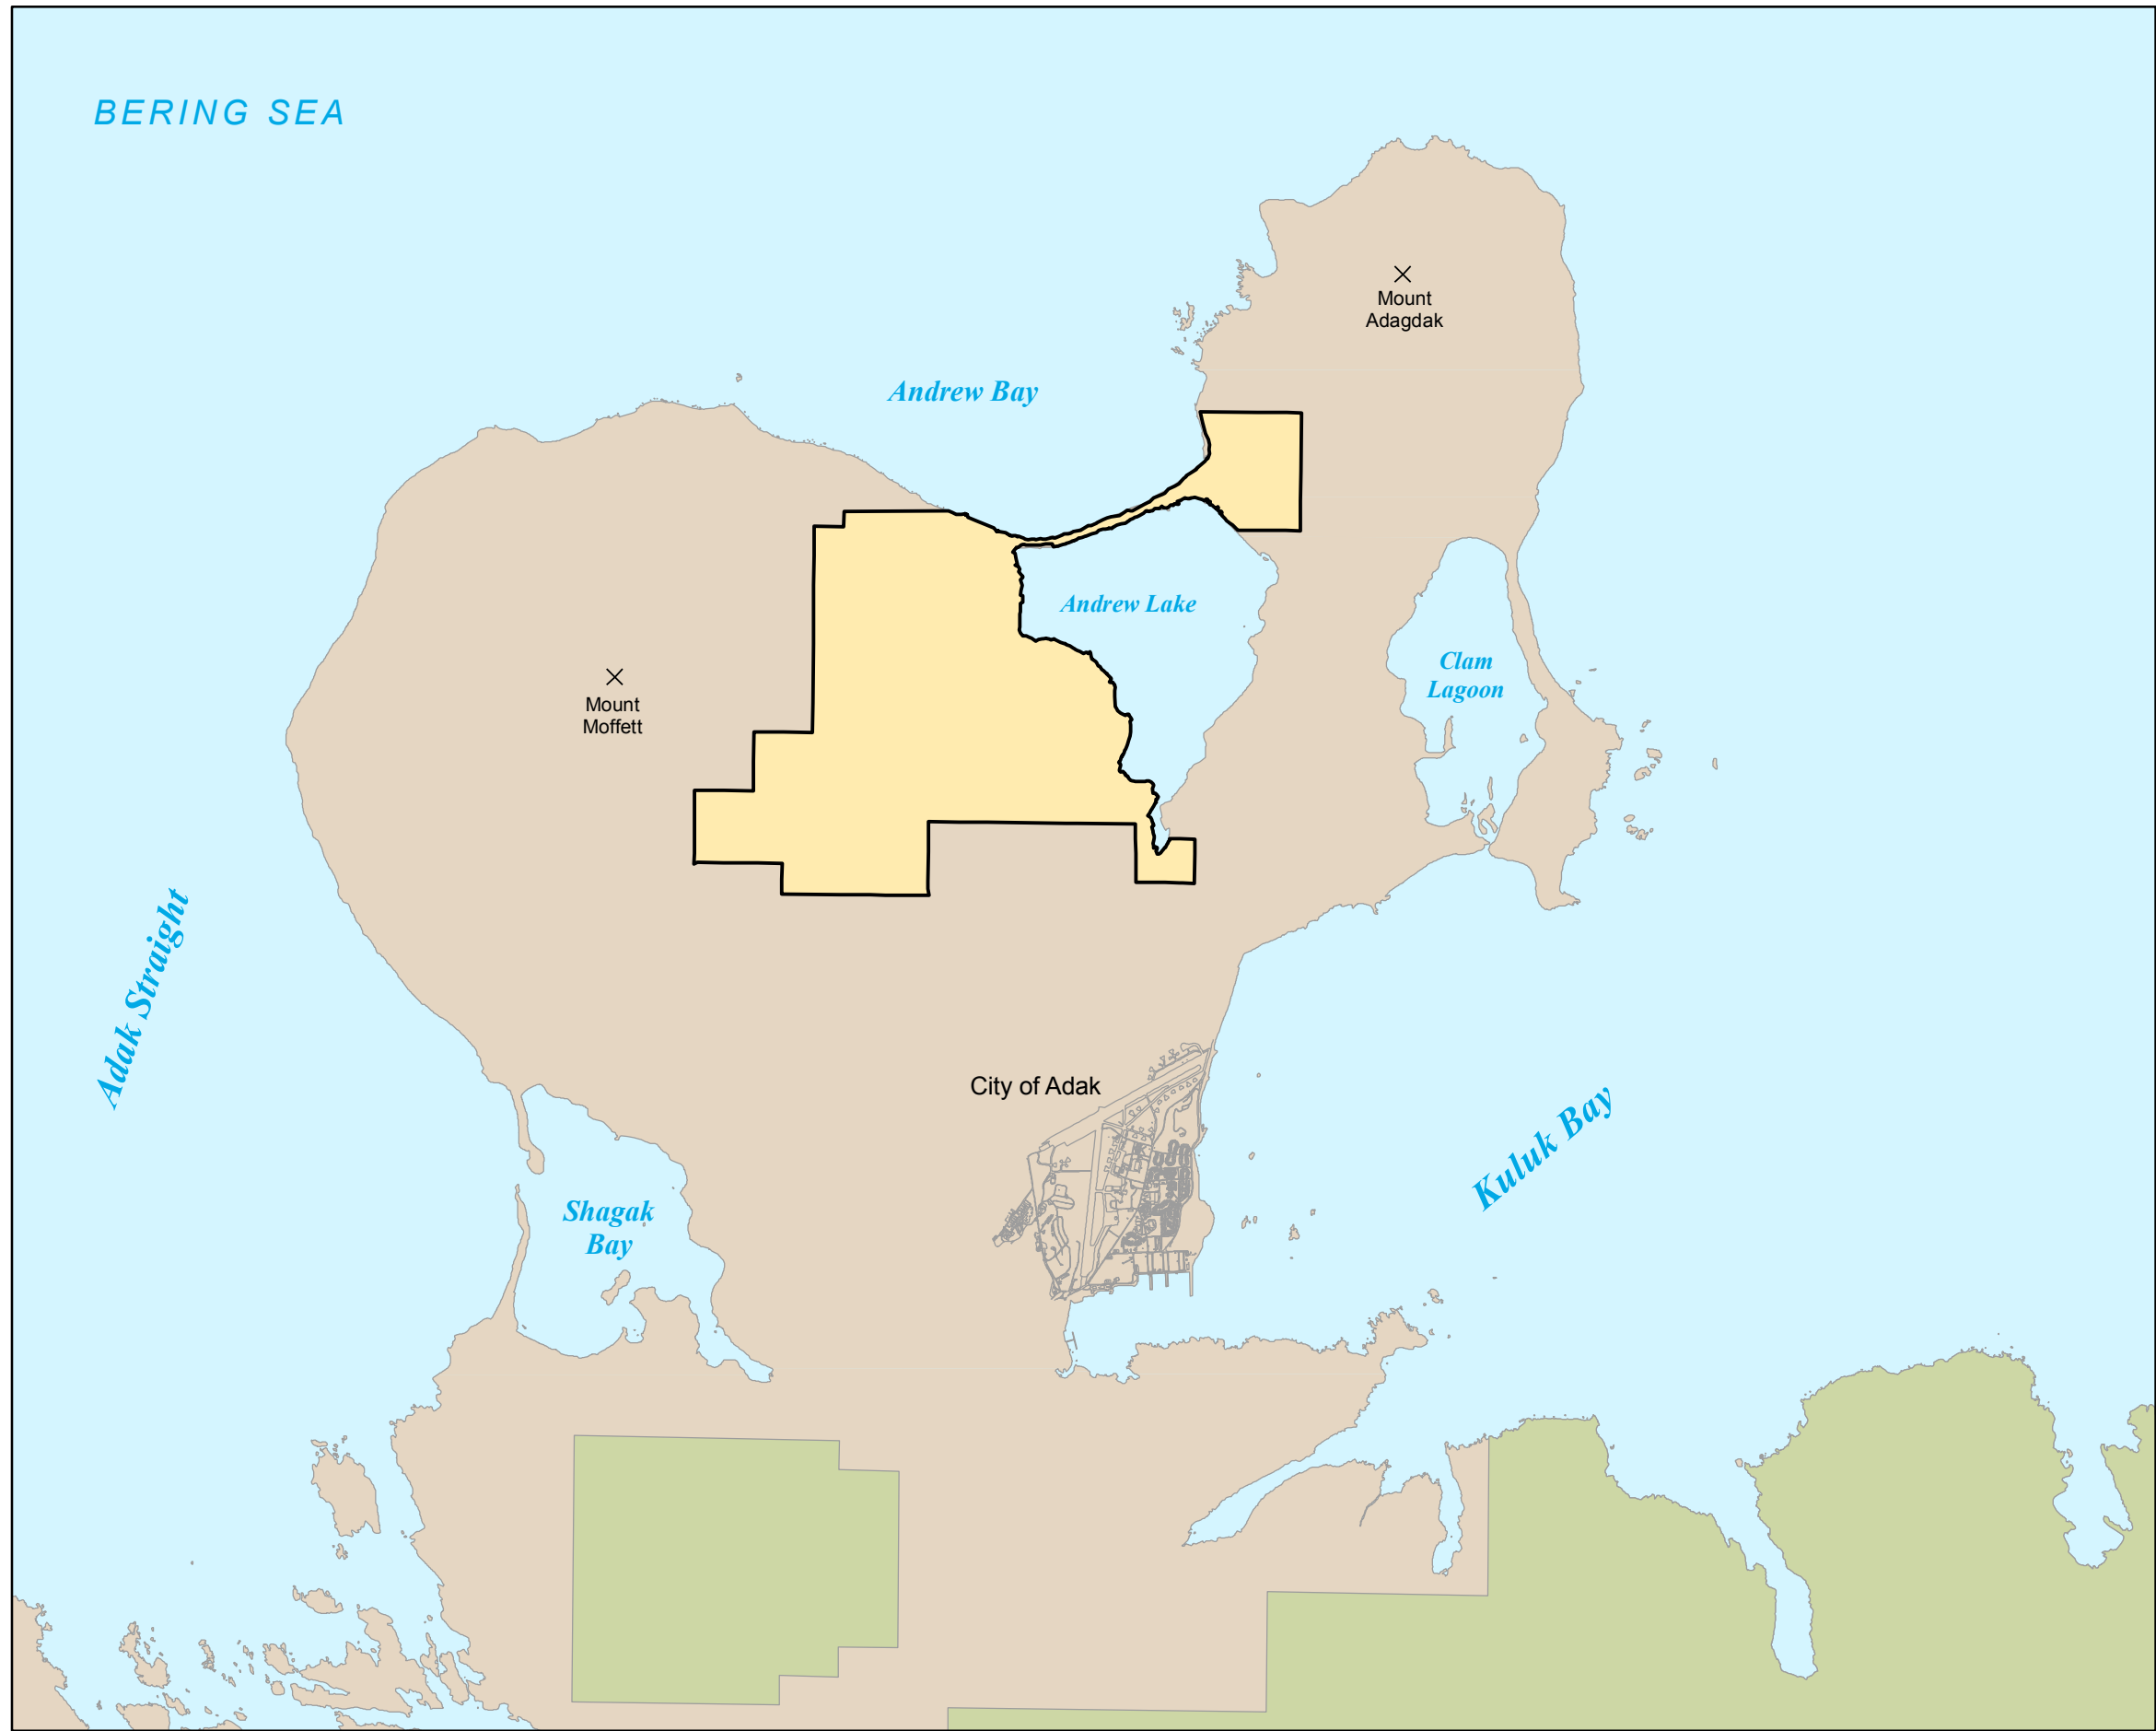 BERING SEA
Mount
Adagdak
Andrew Bay
Andrew Lake
Clam
Lagoon
Mount
Moffett
Adak Straight
City of Adak
Kuluk Bay
Shagak
Bay